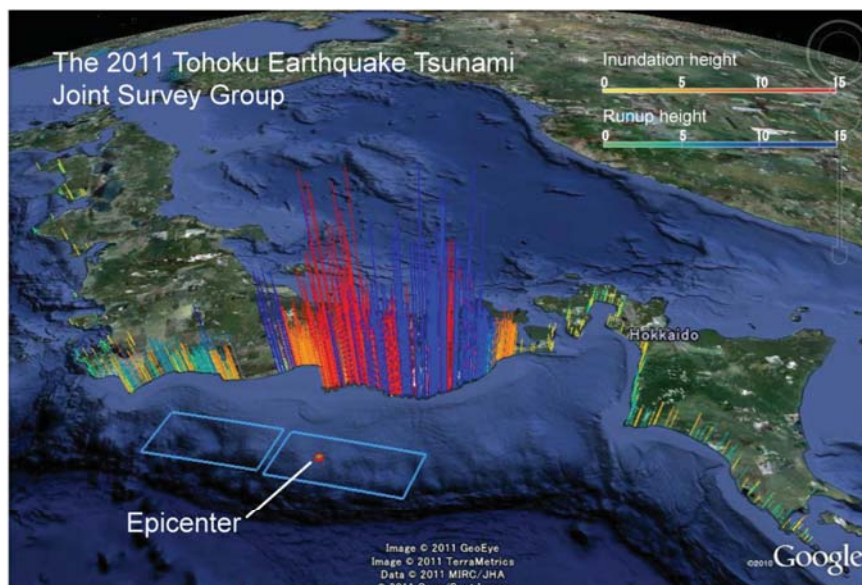 The 2011 Tohoku Earthquake Tsunami
Joint Survey Group
Inundation height
0 5 10 15
Runup height
0 5 10 15
Hokkaido
Epicenter
Image © 2011 GeoEye
Image © 2011 TerraMetrics
Data © 2011 MIRC/JHA
©2010 Google